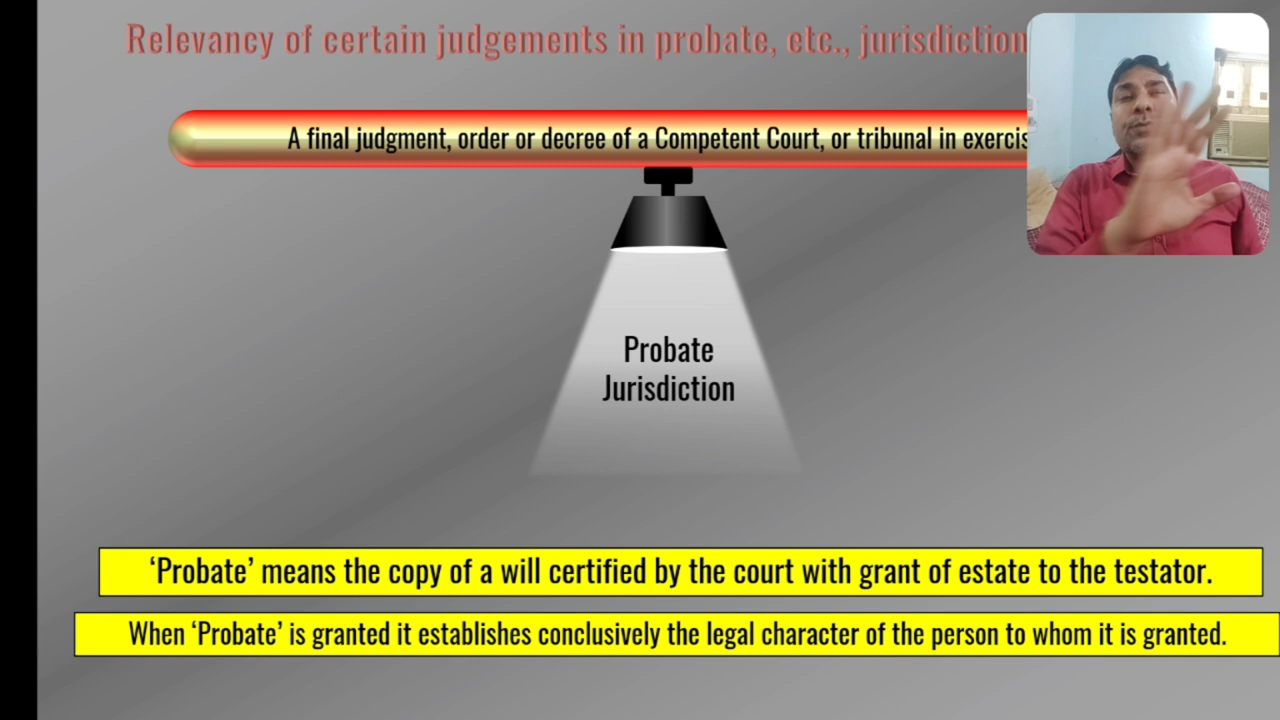 Relevancy of certain judgements in probate, etc., jurisdiction
A final judgment, order or decree of a Competent Court, or tribunal in
Probate
Jurisdiction
‘Probate’ means the copy of a will certified by the court with grant of estate to the testator.
When ‘Probate’ is granted it establishes conclusively the legal character of the person to whom it is granted.